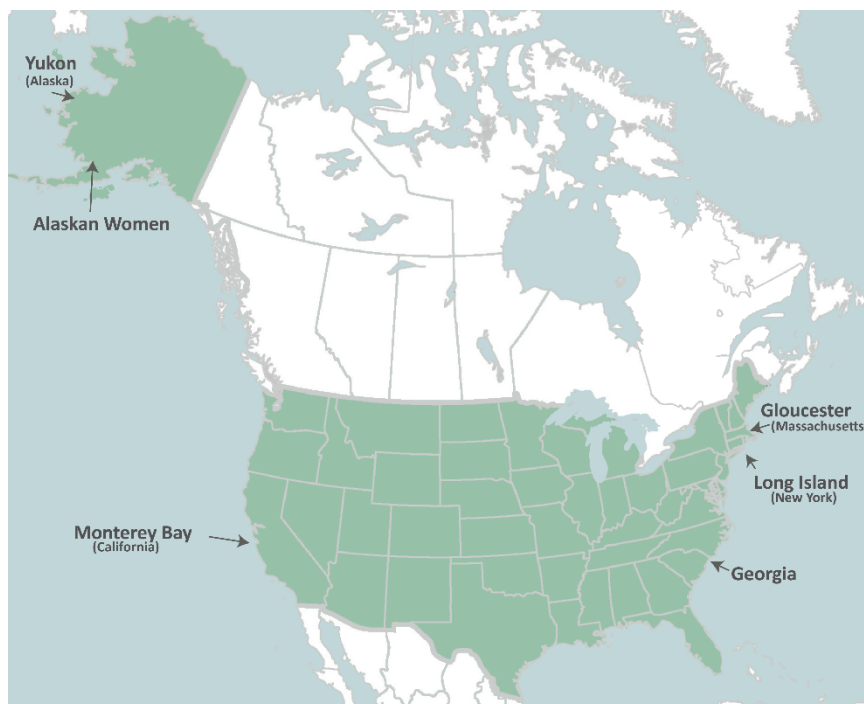 Yukon
(Alaska)
Alaskan Women
Gloucester
(Massachusetts
Long Island
(New York)
Monterey Bay
(California)
Georgia